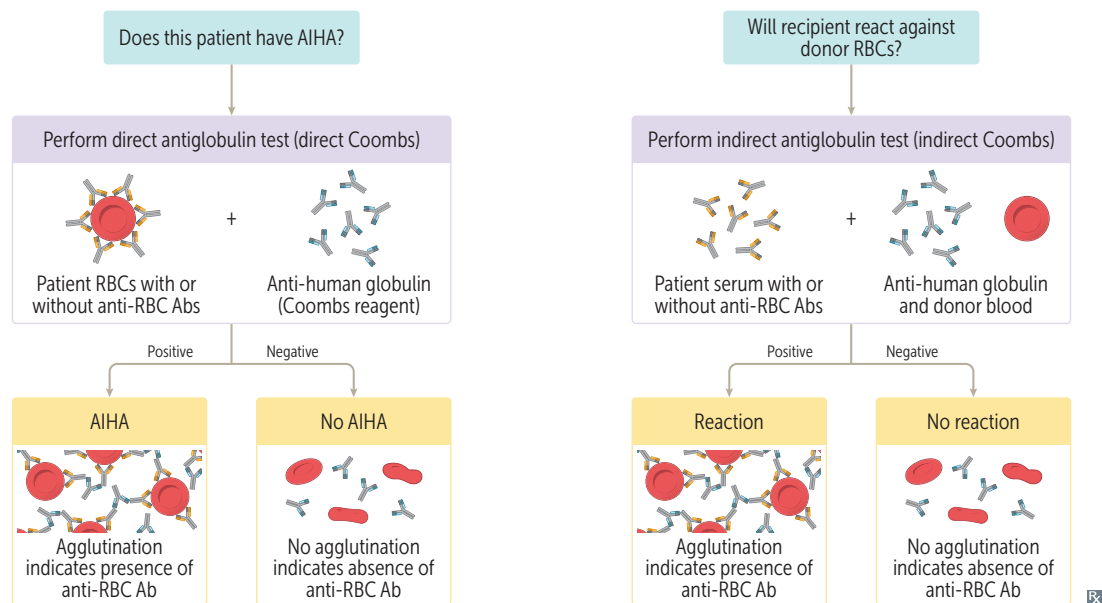 Does this patient have AIHA?
Perform direct antiglobulin test (direct Coombs)
+
Patient RBCs with or
without anti-RBC Abs
Anti-human globulin
(Coombs reagent)
Positive
Negative
AIHA
Agglutination
indicates presence of
anti-RBC Ab
No AIHA
No agglutination
indicates absence of
anti-RBC Ab
Will recipient react against
donor RBCs?
Perform indirect antiglobulin test (indirect Coombs)
+
Patient serum with or
without anti-RBC Abs
Anti-human globulin
and donor blood
Positive
Negative
Reaction
Agglutination
indicates presence of
anti-RBC Ab
No reaction
No agglutination
indicates absence of
anti-RBC Ab
℞